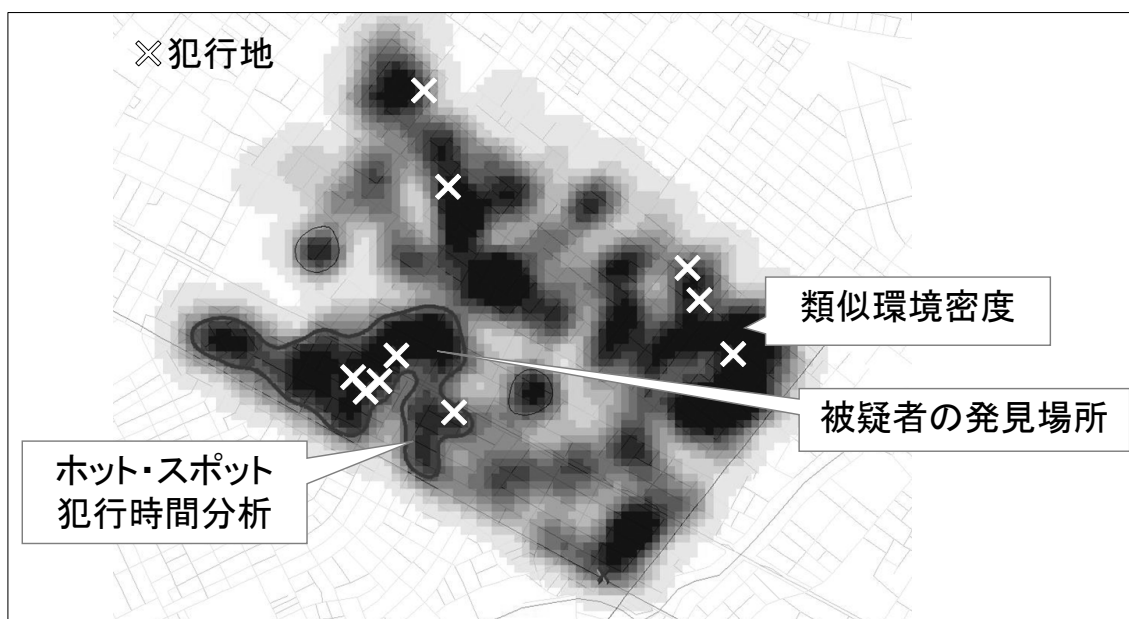 ×犯行地
類似環境密度
被疑者の発見場所
ホット・スポット
犯行時間分析